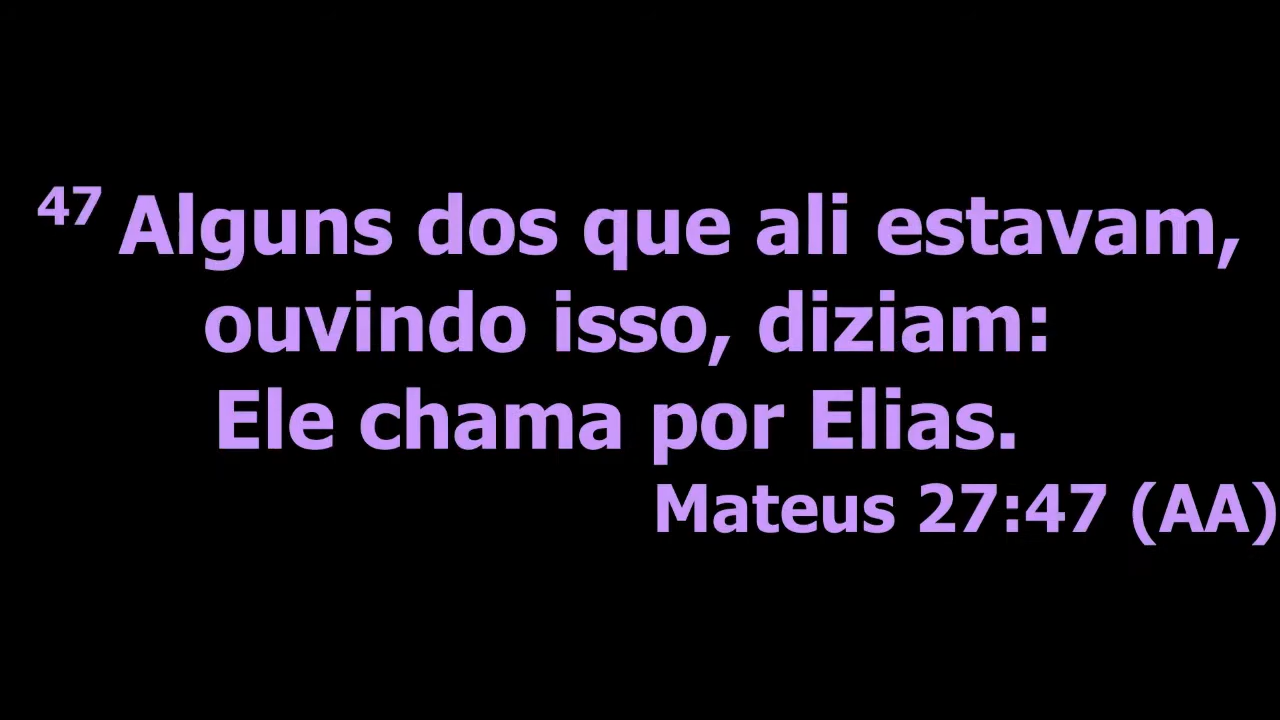 47 Alguns dos que ali estavam,
ouvindo isso, diziam:
Ele chama por Elias.
Mateus 27:47 (AA)